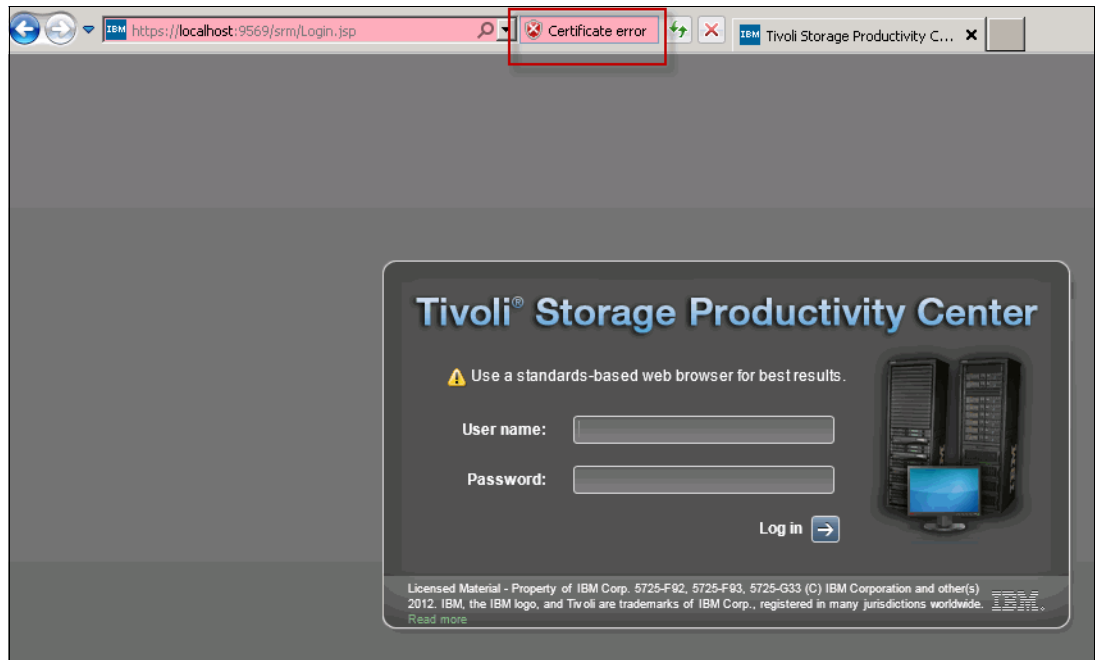 https://localhost:9569/srm/Login.jsp
Certificate error
Tivoli Storage Productivity C...
Tivoli® Storage Productivity Center
Use a standards-based web browser for best results.
User name:
Password:
Log in
Licensed Material - Property of IBM Corp. 5725-F92, 5725-F93, 5725-G33 (C) IBM Corporation and other(s)
2012. IBM, the IBM logo, and Tivoli are trademarks of IBM Corp., registered in many jurisdictions worldwide.
IBM.
Read more